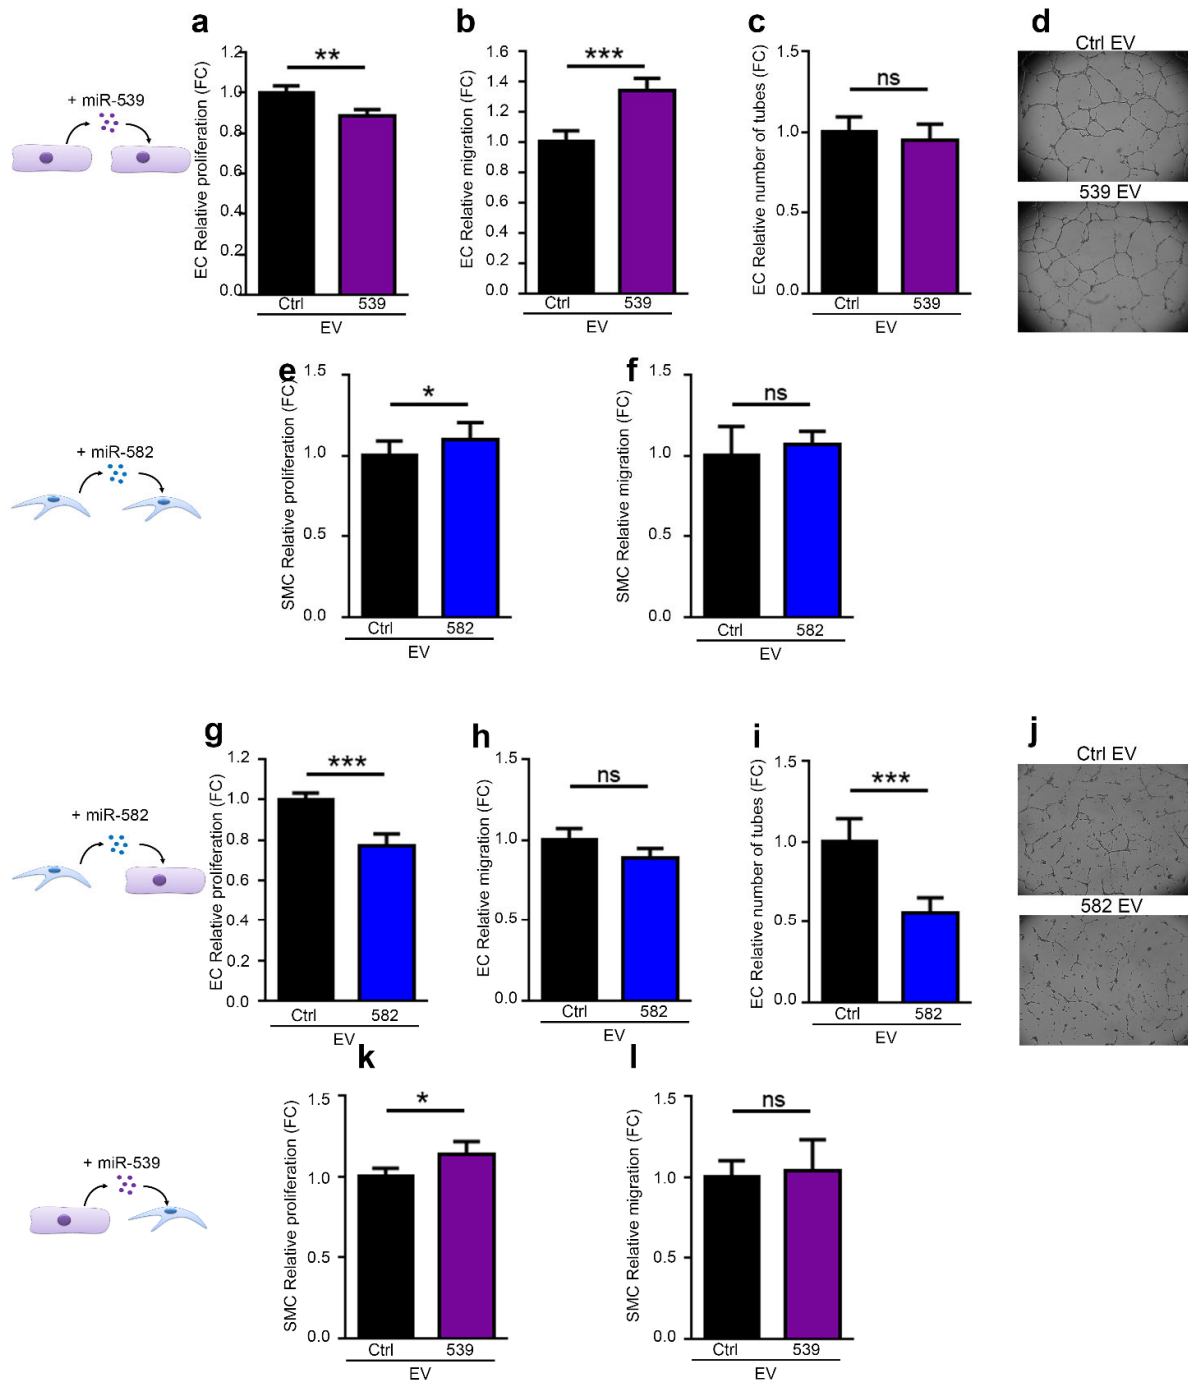 a
b
c
d
+ miR-539
EC Relative proliferation (FC)
1.2
1.0
0.8
0.6
0.4
0.2
0.0
**
Ctrl
539
EV
EC Relative migration (FC)
1.6
1.4
1.2
1.0
0.8
0.6
0.4
0.2
0.0
***
Ctrl
539
EV
EC Relative number of tubes (FC)
1.5
1.0
0.5
0.0
ns
Ctrl
539
EV
Ctrl EV
539 EV
e
f
+ miR-582
SMC Relative proliferation (FC)
1.5
1.0
0.5
0.0
*
Ctrl
582
EV
SMC Relative migration (FC)
1.5
1.0
0.5
0.0
ns
Ctrl
582
EV
g
h
i
j
+ miR-582
EC Relative proliferation (FC)
1.2
1.0
0.8
0.6
0.4
0.2
0.0
***
Ctrl
582
EV
EC Relative migration (FC)
1.5
1.0
0.5
0.0
ns
Ctrl
582
EV
EC Relative number of tubes (FC)
1.5
1.0
0.5
0.0
***
Ctrl
582
EV
Ctrl EV
582 EV
k
l
+ miR-539
SMC Relative proliferation (FC)
1.5
1.0
0.5
0.0
*
Ctrl
539
EV
SMC Relative migration (FC)
1.5
1.0
0.5
0.0
ns
Ctrl
539
EV